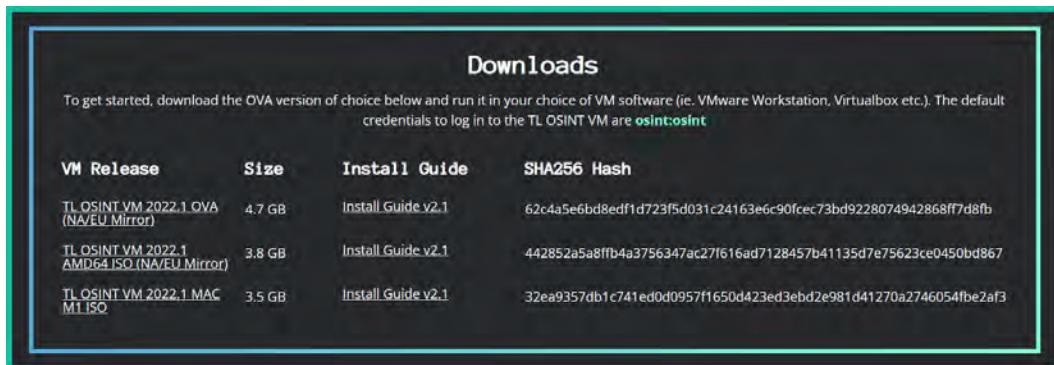 Downloads
To get started, download the OVA version of choice below and run it in your choice of VM software (ie. VMware Workstation, Virtualbox etc.). The default
credentials to log in to the TL OSINT VM are osint:osint
VM Release Size Install Guide SHA256 Hash
TL OSINT VM 2022.1 OVA
(NA/EU Mirror) 4.7 GB Install Guide v2.1 62c4a5e6bd8edf1d723f5d031c24163e6c90fcec73bd9228074942868ff7d8fb
TL OSINT VM 2022.1
AMD64 ISO (NA/EU Mirror) 3.8 GB Install Guide v2.1 442852a5a8ffb4a3756347ac27f616ad7128457b41135d7e75623ce0450bd867
TL OSINT VM 2022.1 MAC
M1 ISO 3.5 GB Install Guide v2.1 32ea9357db1c741ed0d0957f1650d423ed3ebd2e981d41270a2746054fbe2af3